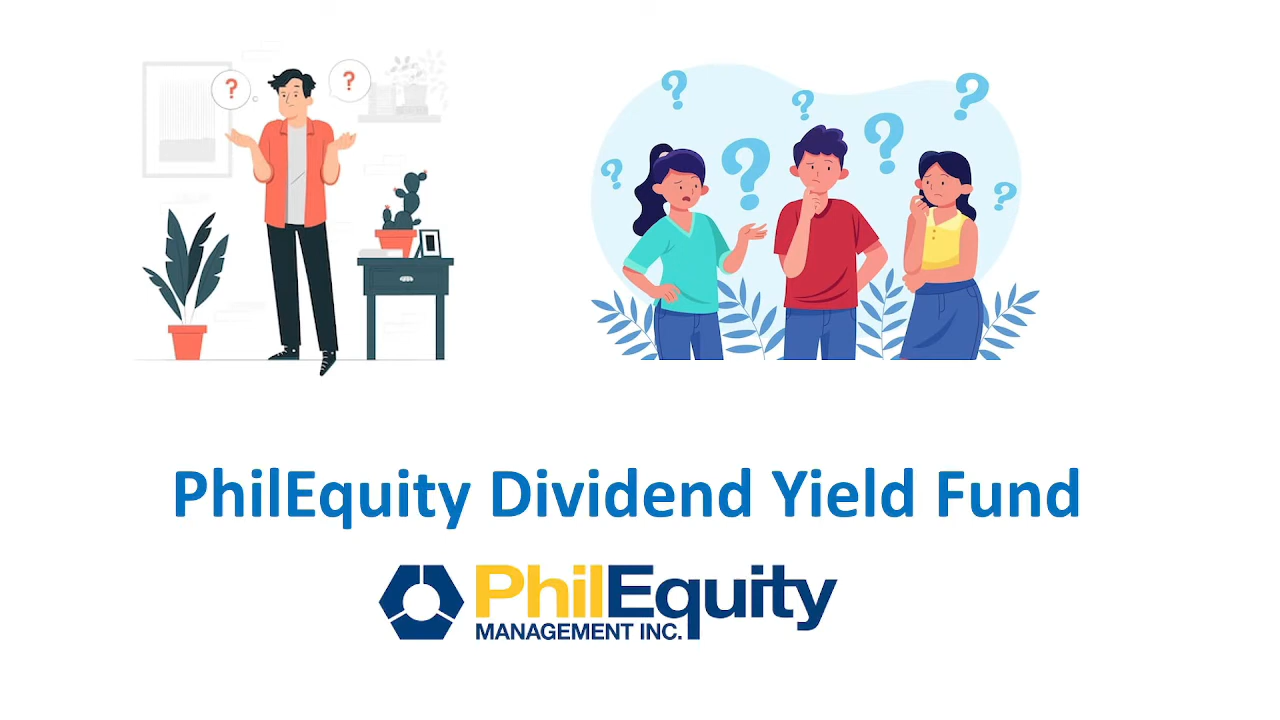 ? ?
? ? ? ? ? ? ?
PhilEquity Dividend Yield Fund
PhilEquity
MANAGEMENT INC.